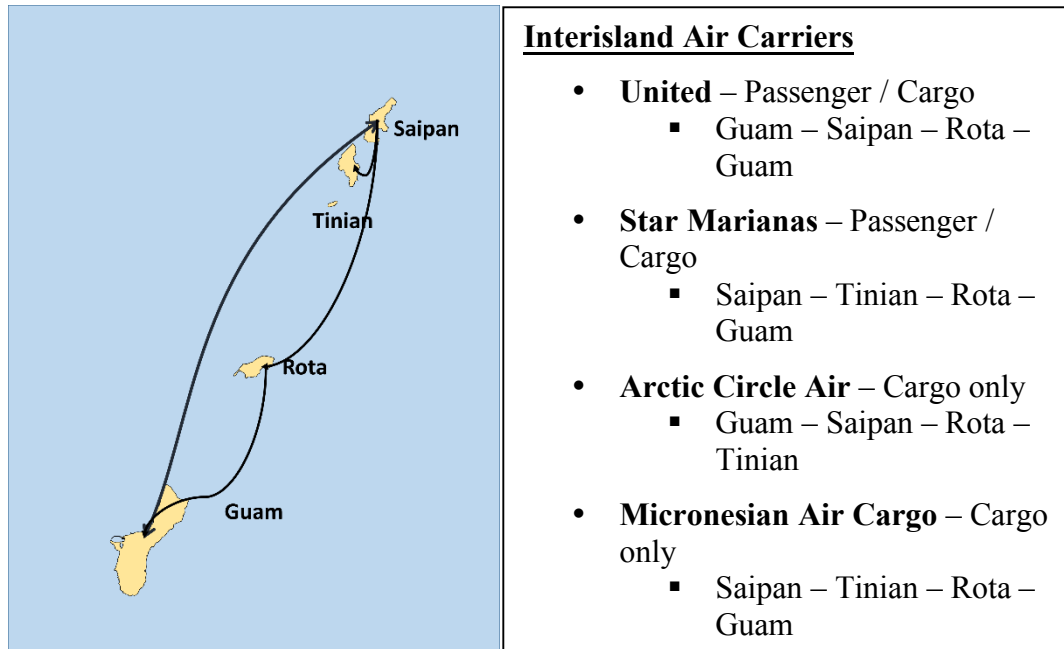 Saipan
Tinian
Rota
Guam
Interisland Air Carriers
• United – Passenger / Cargo
▪ Guam – Saipan – Rota –
Guam
• Star Marianas – Passenger /
Cargo
▪ Saipan – Tinian – Rota –
Guam
• Arctic Circle Air – Cargo only
▪ Guam – Saipan – Rota –
Tinian
• Micronesian Air Cargo – Cargo
only
▪ Saipan – Tinian – Rota –
Guam